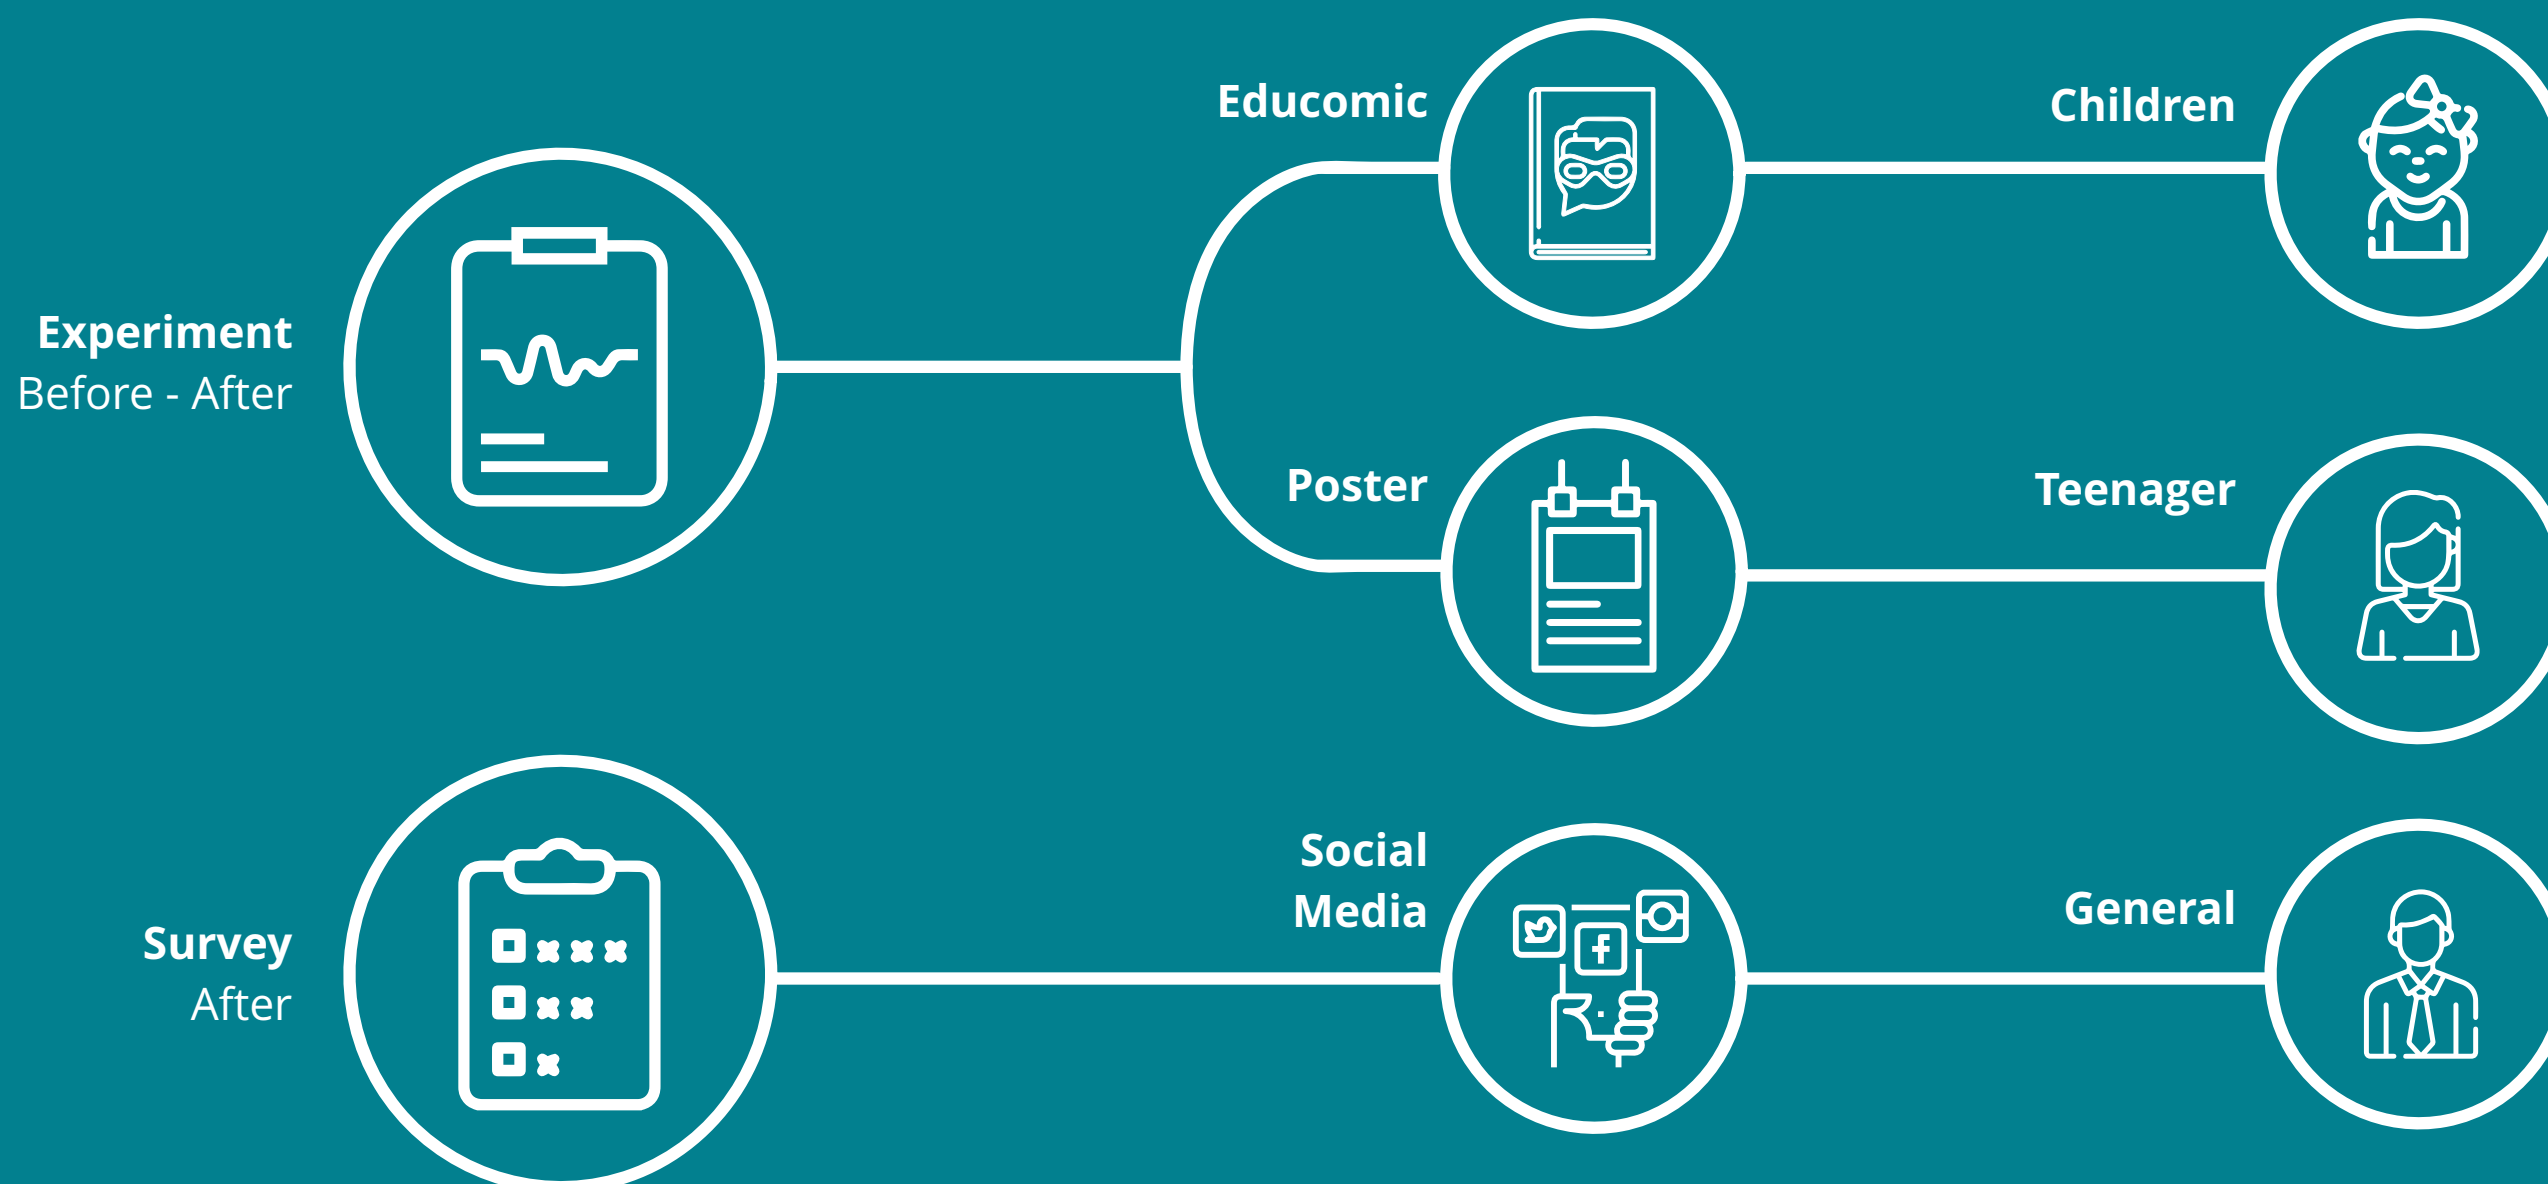 Educomic
Children
Experiment
Before - After
Poster
Teenager
Social
Media
General
Survey
After